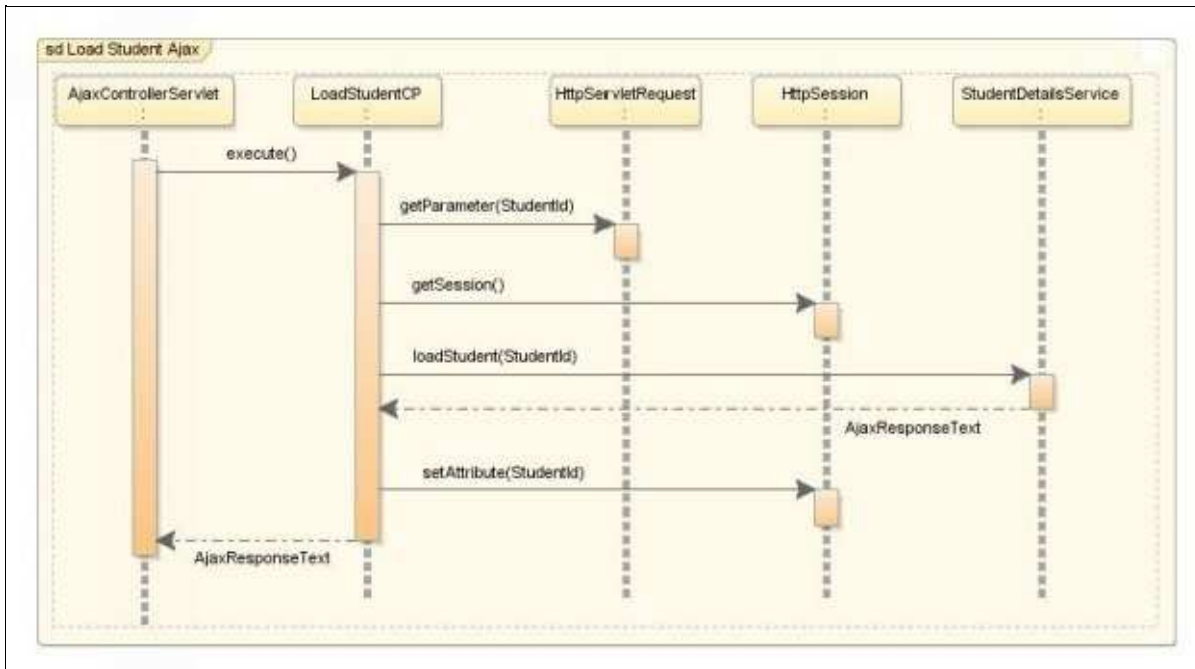 sd Load Student Ajax
AjaxControllerServlet
LoadStudentCP
HttpServletRequest
HttpSession
StudentDetailsService
execute()
getParameter(StudentId)
getSession()
loadStudent(StudentId)
AjaxResponseText
setAttribute(StudentId)
AjaxResponseText